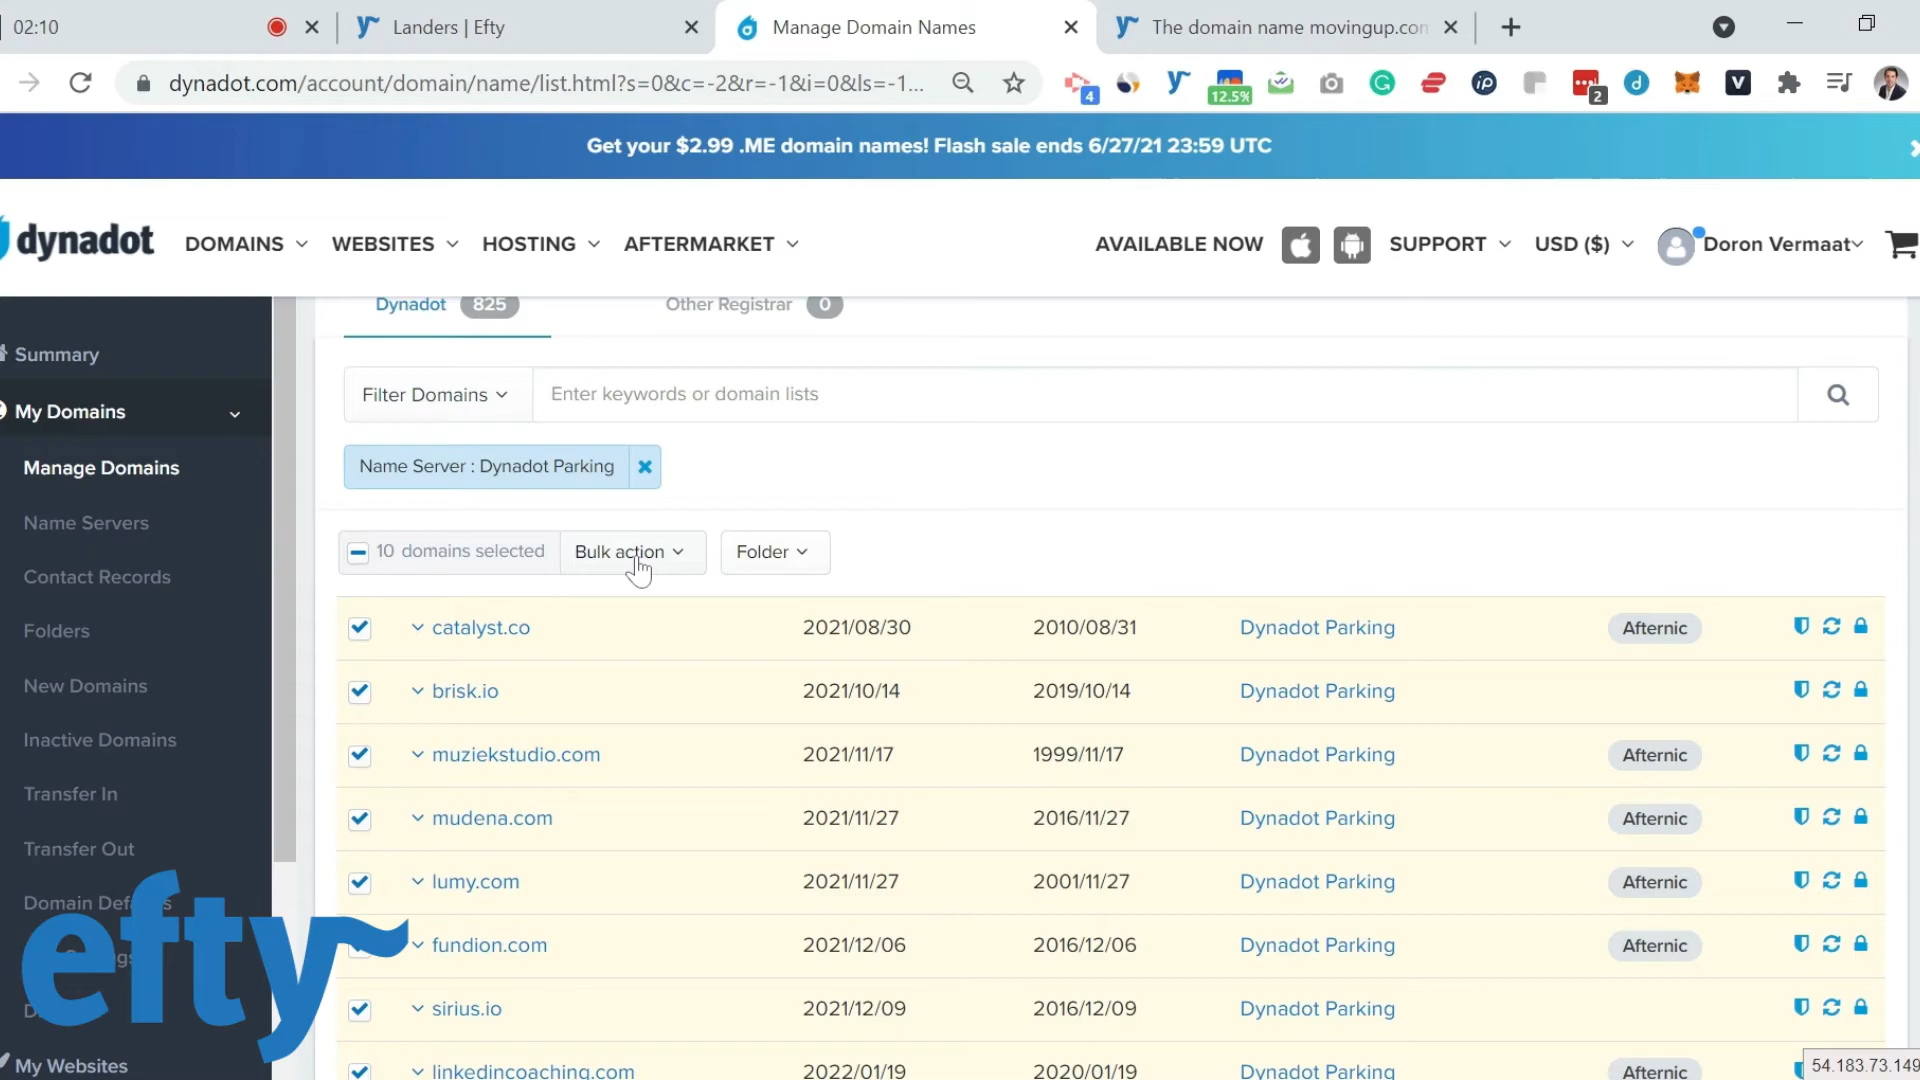 02:10
Landers | Efty
Manage Domain Names
The domain name movingup.com
dynadot.com/account/domain/name/list.html?s=0&c=-2&r=-1&i=0&ls=-1...
4
12.5%
2
Get your $2.99 .ME domain names! Flash sale ends 6/27/21 23:59 UTC
dynadot
DOMAINS
WEBSITES
HOSTING
AFTERMARKET
AVAILABLE NOW
SUPPORT
USD ($)
Doron Vermaat
Dynadot 825
Other Registrar 0
Summary
My Domains
Manage Domains
Name Servers
Contact Records
Folders
New Domains
Inactive Domains
Transfer In
Transfer Out
My Websites
efty
Filter Domains
Enter keywords or domain lists
Name Server : Dynadot Parking
10 domains selected
Bulk action
Folder
catalyst.co 2021/08/30 2010/08/31 Dynadot Parking Afternic
brisk.io 2021/10/14 2019/10/14 Dynadot Parking
muziekstudio.com 2021/11/17 1999/11/17 Dynadot Parking Afternic
mudena.com 2021/11/27 2016/11/27 Dynadot Parking Afternic
lumy.com 2021/11/27 2001/11/27 Dynadot Parking Afternic
fundion.com 2021/12/06 2016/12/06 Dynadot Parking Afternic
sirius.io 2021/12/09 2016/12/09 Dynadot Parking
linkedincoaching.com 2022/01/19 2020/01/19 Dynadot Parking Afternic
54.183.73.149